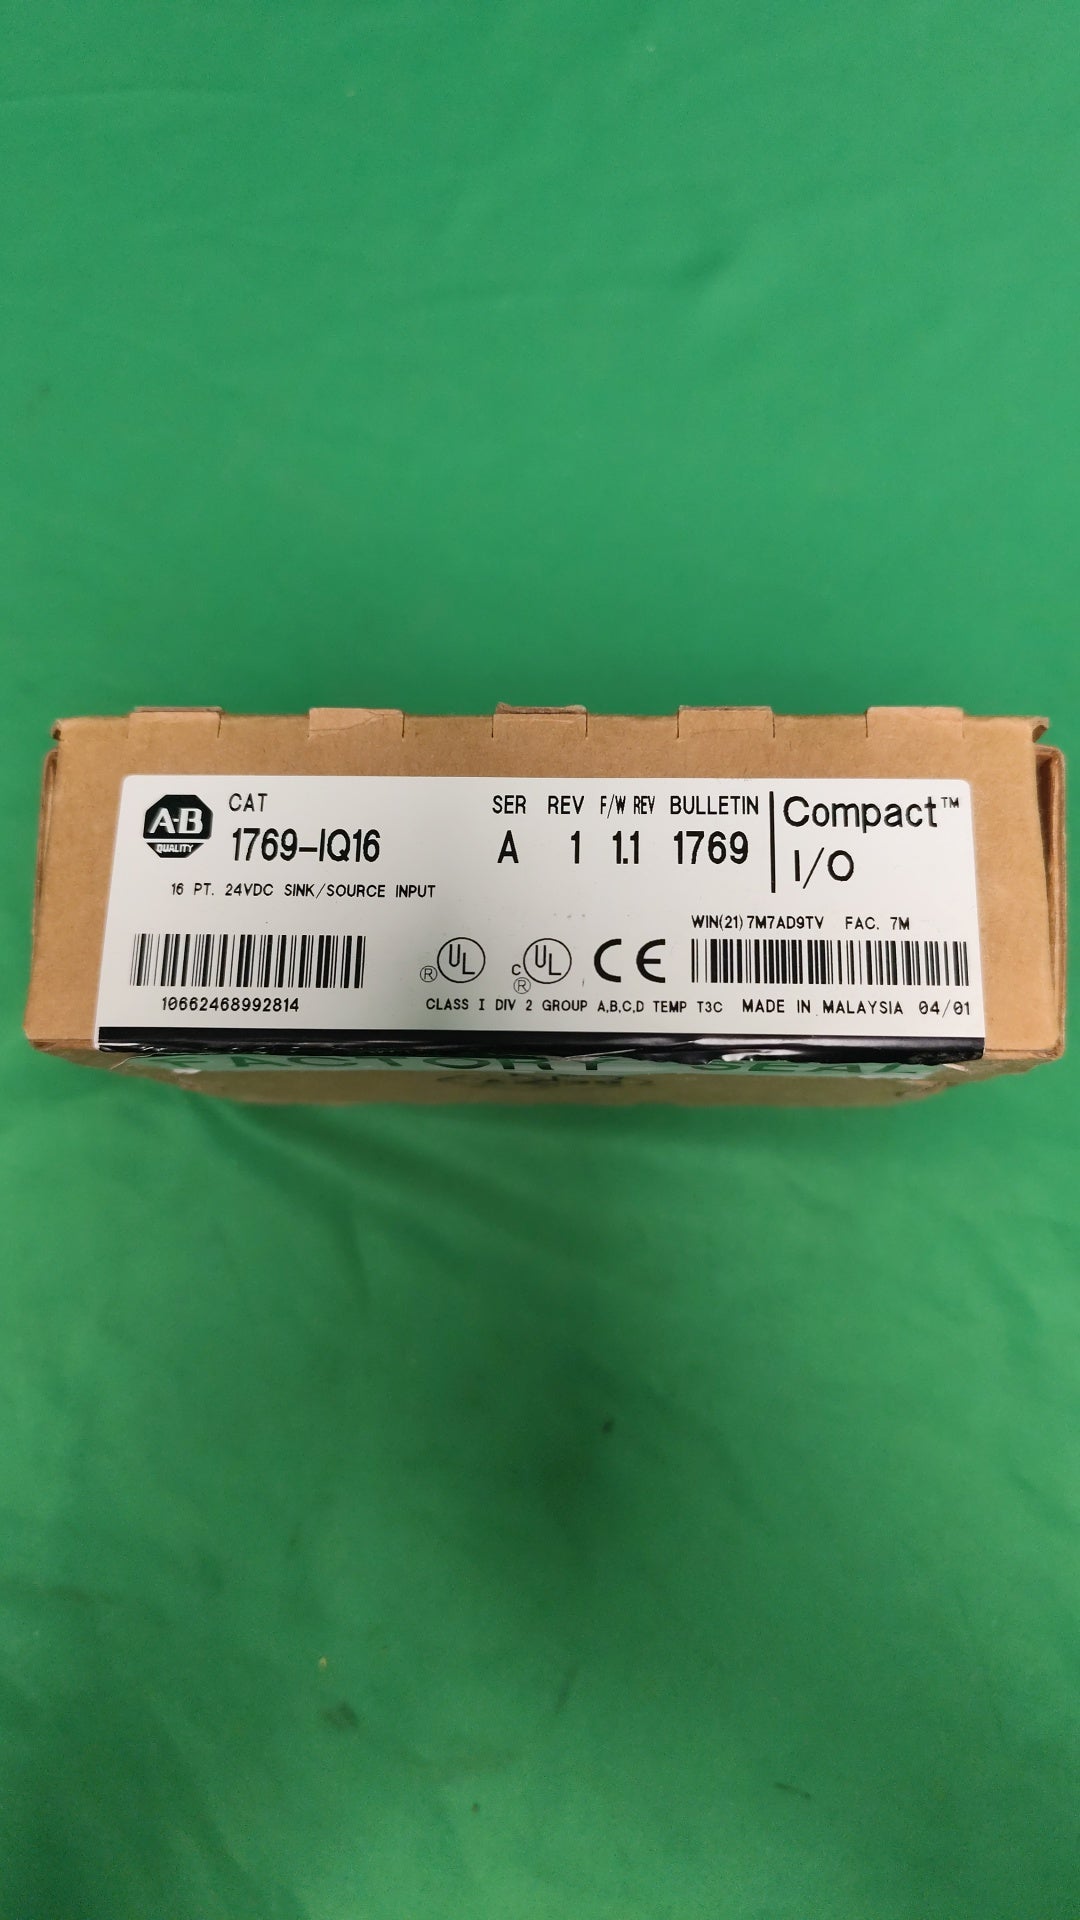 A-B
QUALITY
CAT
1769-IQ16
16 PT. 24VDC SINK/SOURCE INPUT
SER REV F/W REV BULLETIN
A 1 1.1 1769
Compact™
I/O
WIN(21) 7M7AD9TV FAC. 7M
10662468992814
R UL
C UL R
CE
CLASS I DIV 2 GROUP A,B,C,D TEMP T3C MADE IN MALAYSIA 04/01
FACTORY SEAL